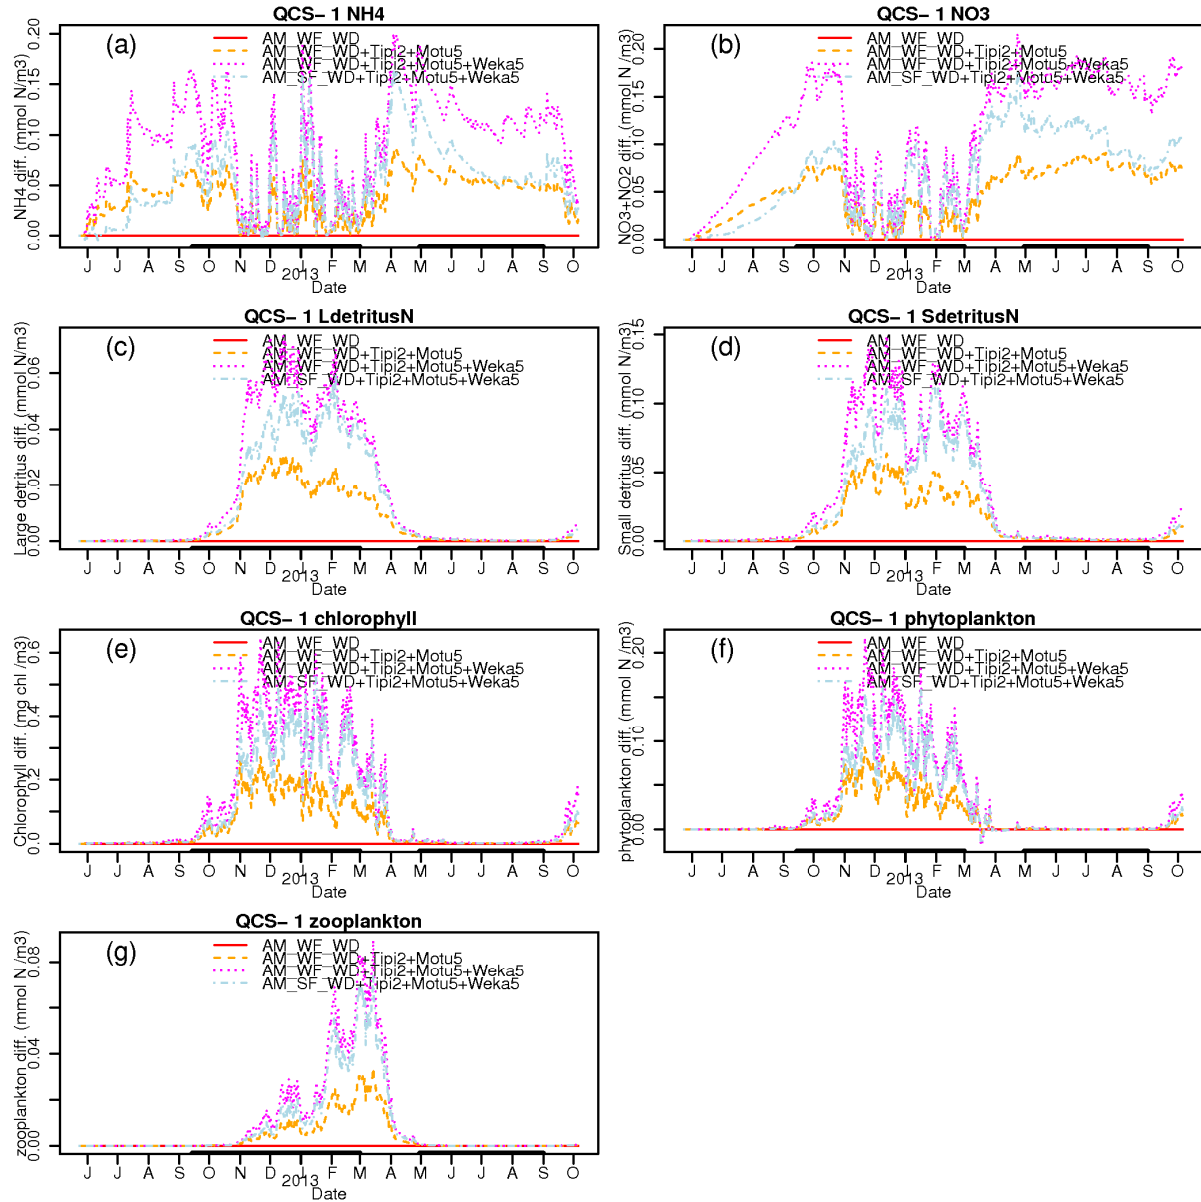 QCS− 1 NH4
(a)
AM_WF_WD
AM_WF_WD+Tipi2+Motu5
AM_WF_WD+Tipi2+Motu5+Weka5
AM_SF_WD+Tipi2+Motu5+Weka5
NH4 diff. (mmol N/m3)
0.00 0.05 0.10 0.15 0.20
J J A S O N D J F M A M J J A S O
2013
Date
QCS− 1 NO3
(b)
AM_WF_WD
AM_WF_WD+Tipi2+Motu5
AM_WF_WD+Tipi2+Motu5+Weka5
AM_SF_WD+Tipi2+Motu5+Weka5
NO3+NO2 diff. (mmol N /m3)
0.00 0.05 0.10 0.15 0.20
J J A S O N D J F M A M J J A S O
2013
Date
QCS− 1 LdetritusN
(c)
AM_WF_WD
AM_WF_WD+Tipi2+Motu5
AM_WF_WD+Tipi2+Motu5+Weka5
AM_SF_WD+Tipi2+Motu5+Weka5
Large detritus diff. (mmol N/m3)
0.00 0.02 0.04 0.06
J J A S O N D J F M A M J J A S O
2013
Date
QCS− 1 SdetritusN
(d)
AM_WF_WD
AM_WF_WD+Tipi2+Motu5
AM_WF_WD+Tipi2+Motu5+Weka5
AM_SF_WD+Tipi2+Motu5+Weka5
Small detritus diff. (mmol N/m3)
0.00 0.05 0.10 0.15
J J A S O N D J F M A M J J A S O
2013
Date
QCS− 1 chlorophyll
(e)
AM_WF_WD
AM_WF_WD+Tipi2+Motu5
AM_WF_WD+Tipi2+Motu5+Weka5
AM_SF_WD+Tipi2+Motu5+Weka5
Chlorophyll diff. (mg chl /m3)
0.0 0.2 0.4 0.6
J J A S O N D J F M A M J J A S O
2013
Date
QCS− 1 phytoplankton
(f)
AM_WF_WD
AM_WF_WD+Tipi2+Motu5
AM_WF_WD+Tipi2+Motu5+Weka5
AM_SF_WD+Tipi2+Motu5+Weka5
phytoplankton diff. (mmol N /m3)
0.00 0.10 0.20
J J A S O N D J F M A M J J A S O
2013
Date
QCS− 1 zooplankton
(g)
AM_WF_WD
AM_WF_WD+Tipi2+Motu5
AM_WF_WD+Tipi2+Motu5+Weka5
AM_SF_WD+Tipi2+Motu5+Weka5
zooplankton diff. (mmol N /m3)
0.00 0.04 0.08
J J A S O N D J F M A M J J A S O
2013
Date